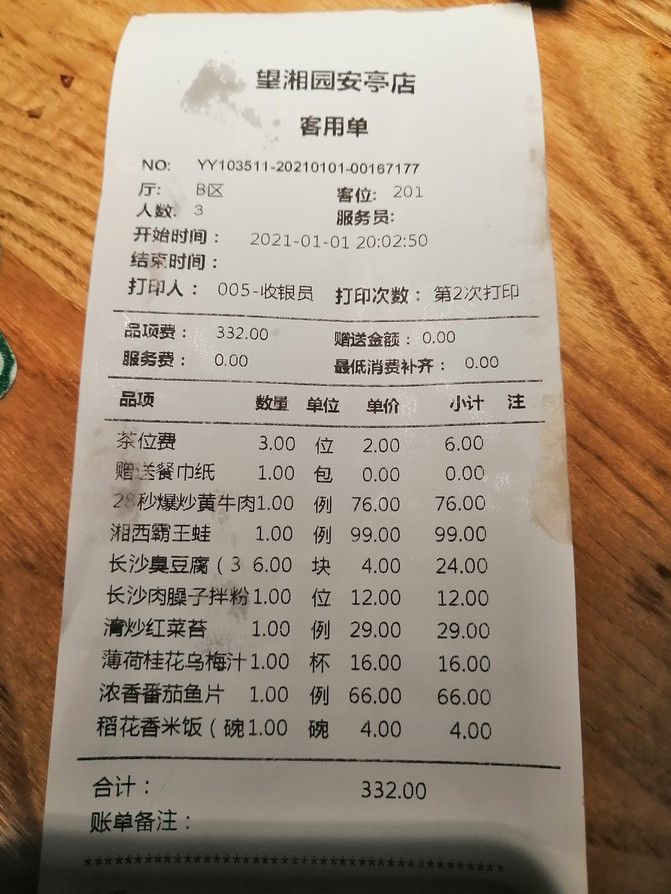 望湘园安亭店
客用单
NO: YY103511-20210101-00167177
厅: B区 客位: 201
人数: 3 服务员:
开始时间: 2021-01-01 20:02:50
结束时间:
打印人: 005-收银员 打印次数: 第2次打印
品项费: 332.00 赠送金额: 0.00
服务费: 0.00 最低消费补齐: 0.00
品项 数量 单位 单价 小计 注
茶位费 3.00 位 2.00 6.00
赠送餐巾纸 1.00 包 0.00 0.00
28秒爆炒黄牛肉1.00 例 76.00 76.00
湘西霸王蛙 1.00 例 99.00 99.00
长沙臭豆腐(3 6.00 块 4.00 24.00
长沙肉臊子拌粉1.00 位 12.00 12.00
清炒红菜苔 1.00 例 29.00 29.00
薄荷桂花乌梅汁1.00 杯 16.00 16.00
浓香番茄鱼片 1.00 例 66.00 66.00
稻花香米饭(碗1.00 碗 4.00 4.00
合计: 332.00
账单备注:
****************************************